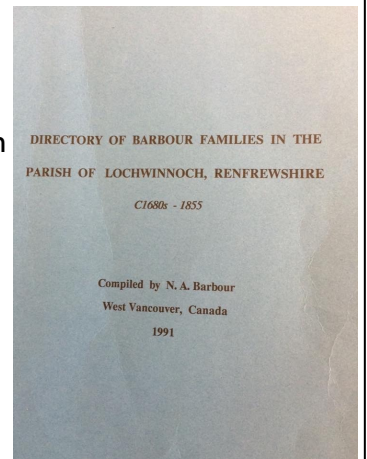 n
DIRECTORY OF BARBOUR FAMILIES IN THE
PARISH OF LOCHWINNOCH, RENFREWSHIRE
C1680s - 1855
Compiled by N. A. Barbour
West Vancouver, Canada
1991